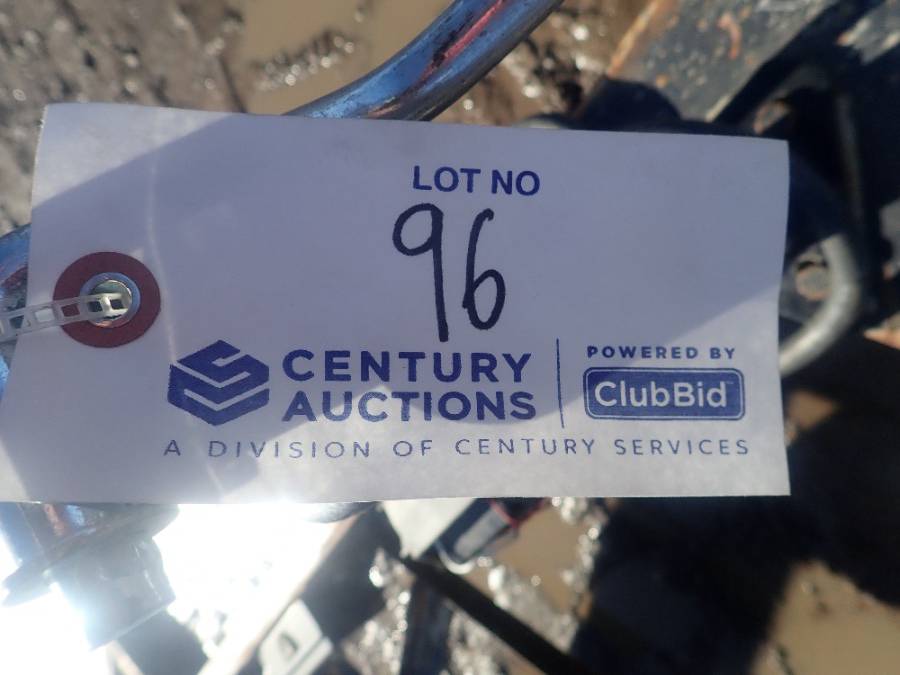 LOT NO
96
CENTURY
AUCTIONS
A DIVISION OF CENTURY SERVICES
POWERED BY
ClubBid